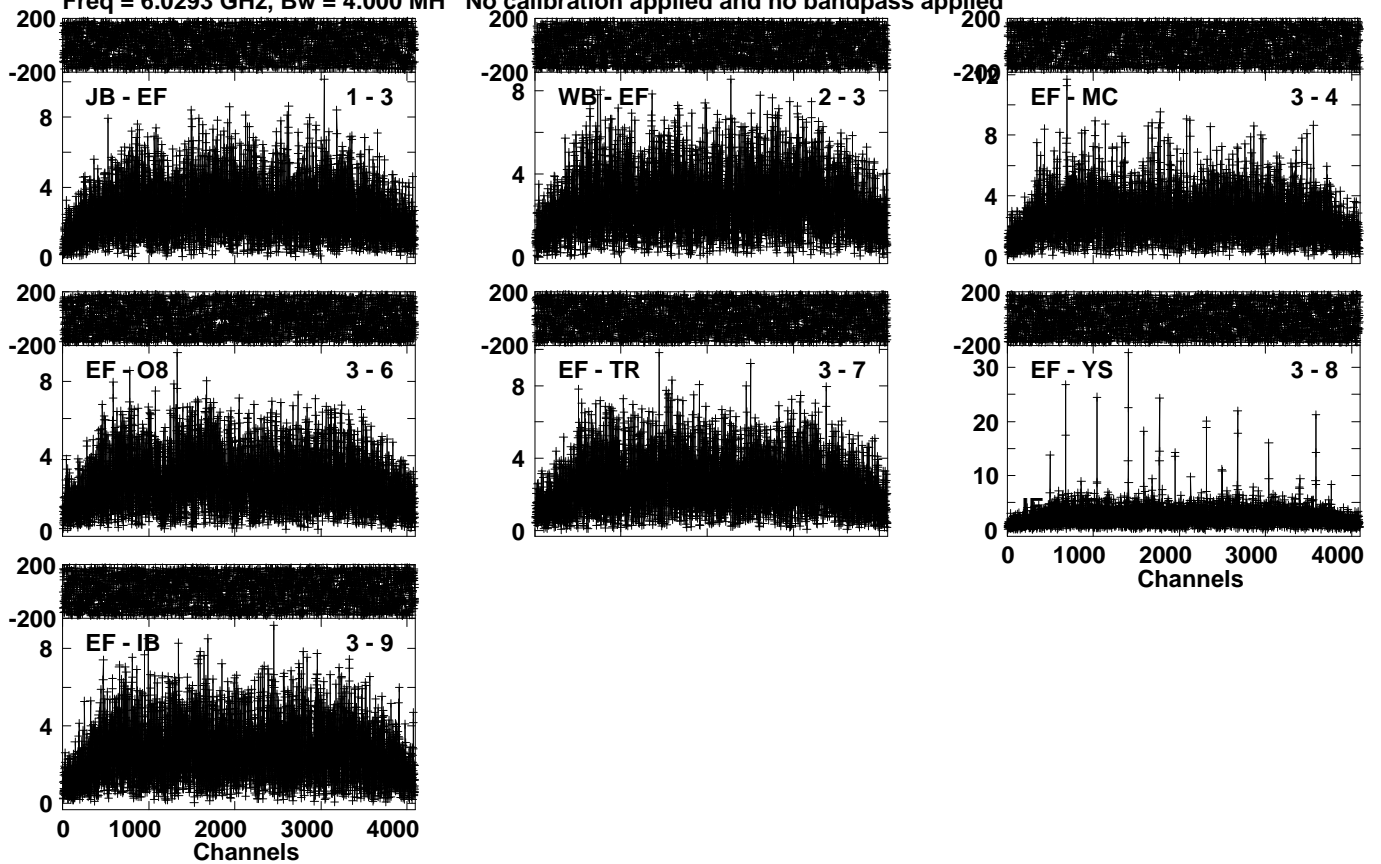 Freq = 6.0293 GHz, Bw = 4.000 MH No calibration applied and no bandpass applied
200
-200
JB - EF 1 - 3
8
4
0
WB - EF 2 - 3
8
4
0
200
-200
12
EF - MC 3 - 4
8
4
0
200
-200
EF - O8 3 - 6
8
4
0
EF - TR 3 - 7
8
4
0
200
-200
30
EF - YS 3 - 8
20
10
IF
0
0 1000 2000 3000 4000
Channels
200
-200
EF - IB 3 - 9
8
4
0
0 1000 2000 3000 4000
Channels